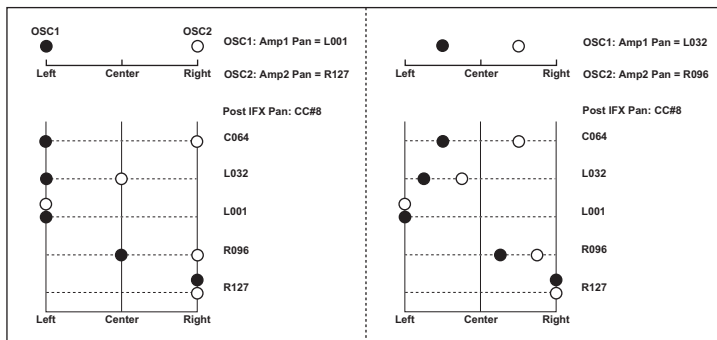 OSC1 OSC2
OSC1: Amp1 Pan = L001
Left Center Right
OSC2: Amp2 Pan = R127
Post IFX Pan: CC#8
C064
L032
L001
R096
R127
Left Center Right
OSC1: Amp1 Pan = L032
Left Center Right
OSC2: Amp2 Pan = R096
Post IFX Pan: CC#8
C064
L032
L001
R096
R127
Left Center Right